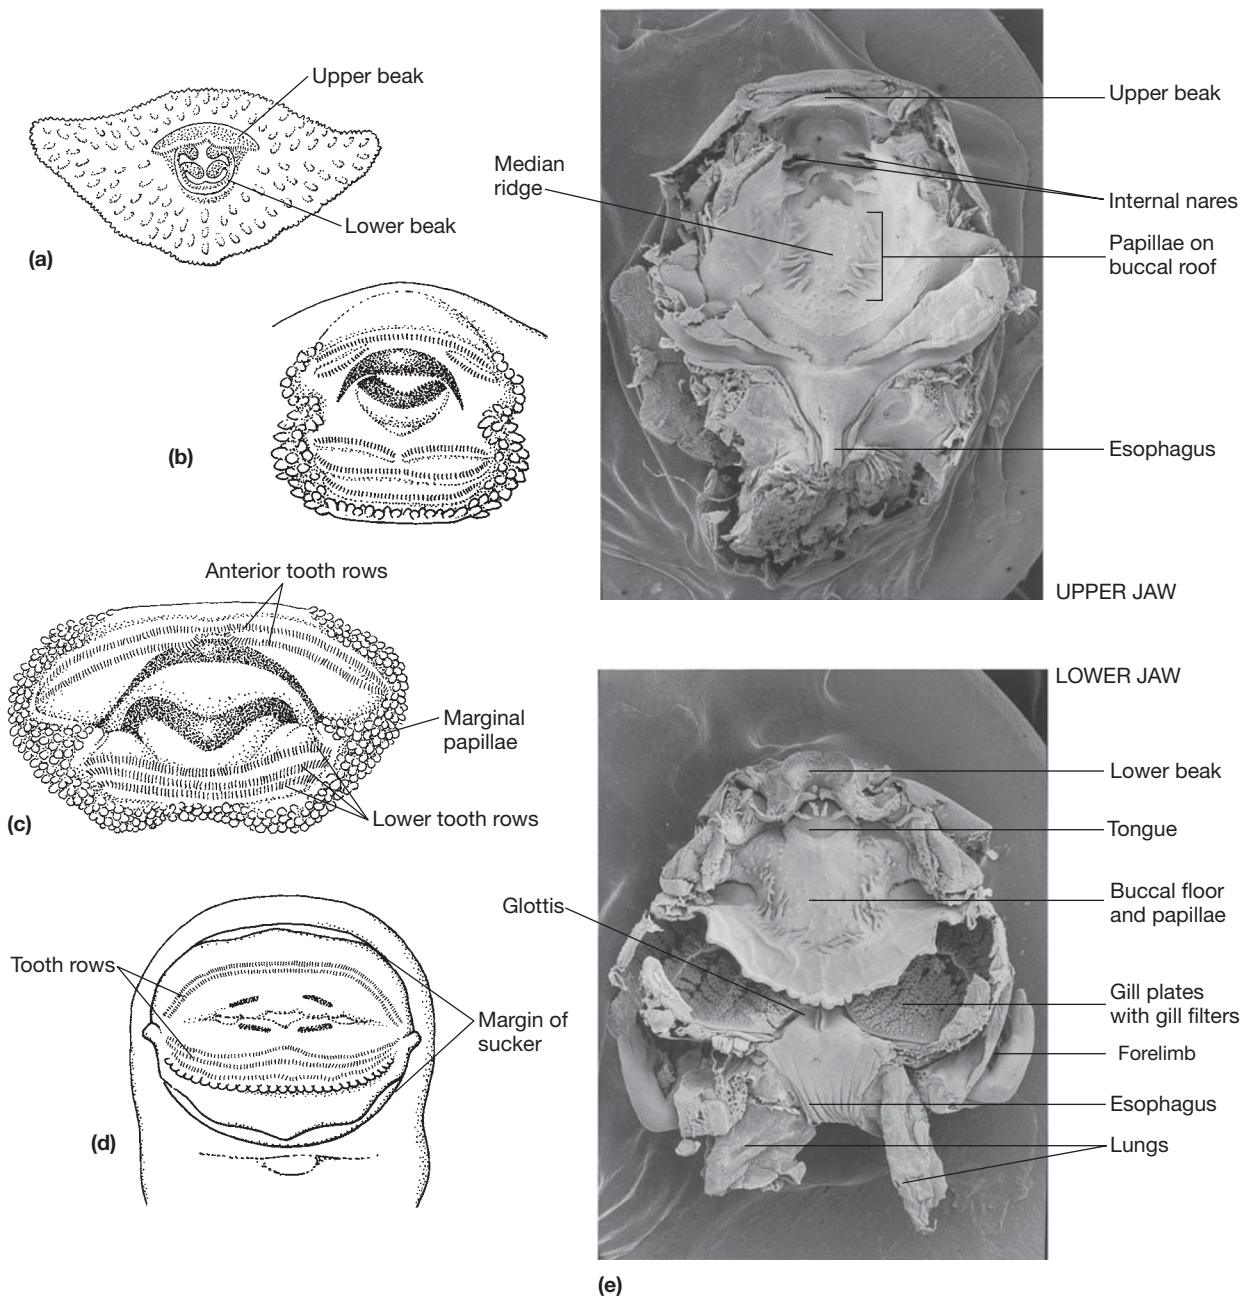 Upper beak
Lower beak
(a)
(b)
Anterior tooth rows
Marginal
papillae
Lower tooth rows
(c)
Tooth rows
Margin of
sucker
(d)
Upper beak
Median
ridge
Internal nares
Papillae on
buccal roof
Esophagus
UPPER JAW
LOWER JAW
Lower beak
Tongue
Glottis
Buccal floor
and papillae
Gill plates
with gill filters
Forelimb
Esophagus
Lungs
(e)